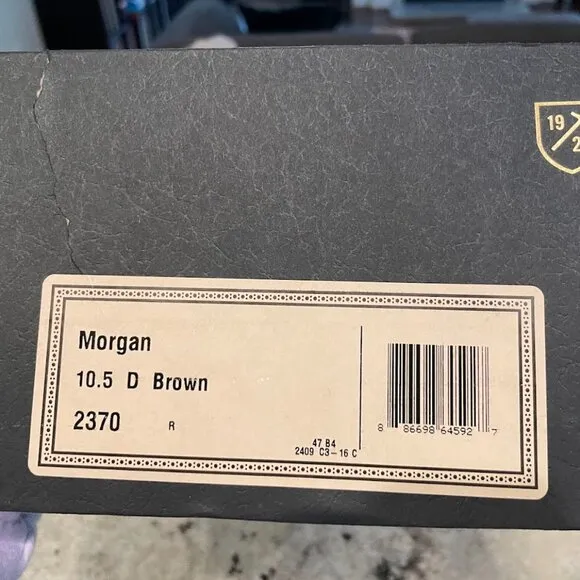 19
2
Morgan
10.5 D Brown
2370 R
47 B4
2409 C3-16 C
8 86698 64592 7